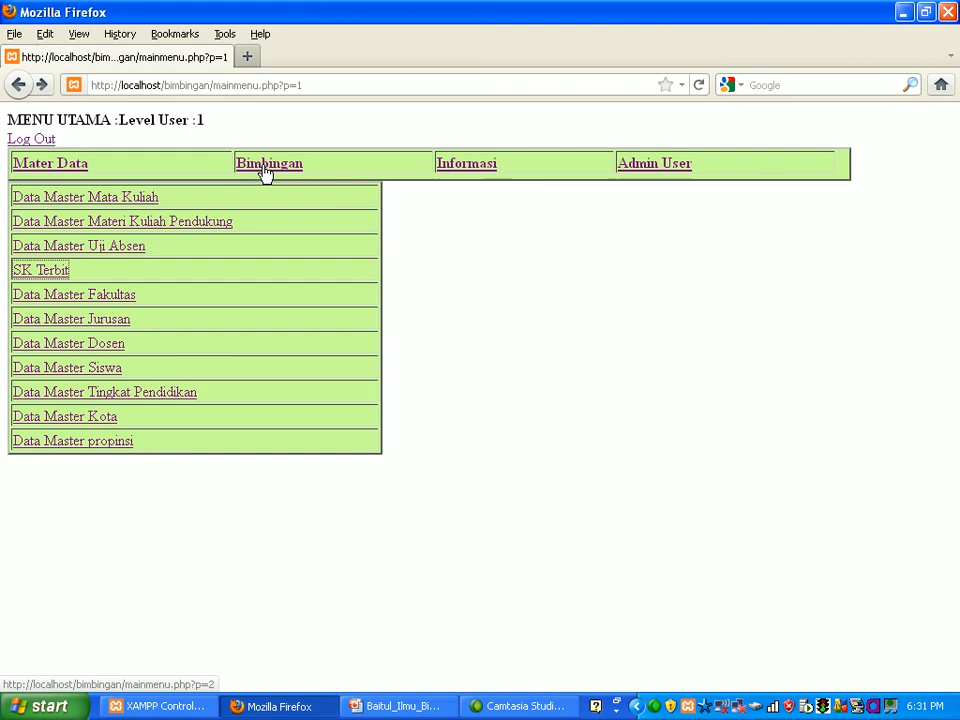 Mozilla Firefox
File Edit View History Bookmarks Tools Help
http://localhost/bim...gan/mainmenu.php?p=1
http://localhost/bimbingan/mainmenu.php?p=1
Google
MENU UTAMA :Level User :1
Log Out
Mater Data Bimbingan Informasi Admin User
Data Master Mata Kuliah
Data Master Materi Kuliah Pendukung
Data Master Uji Absen
SK Terbit
Data Master Fakultas
Data Master Jurusan
Data Master Dosen
Data Master Siswa
Data Master Tingkat Pendidikan
Data Master Kota
Data Master propinsi
http://localhost/bimbingan/mainmenu.php?p=2
start XAMPP Control... Mozilla Firefox Baitul_Ilmu_Bi... Camtasia Studi... 6:31 PM